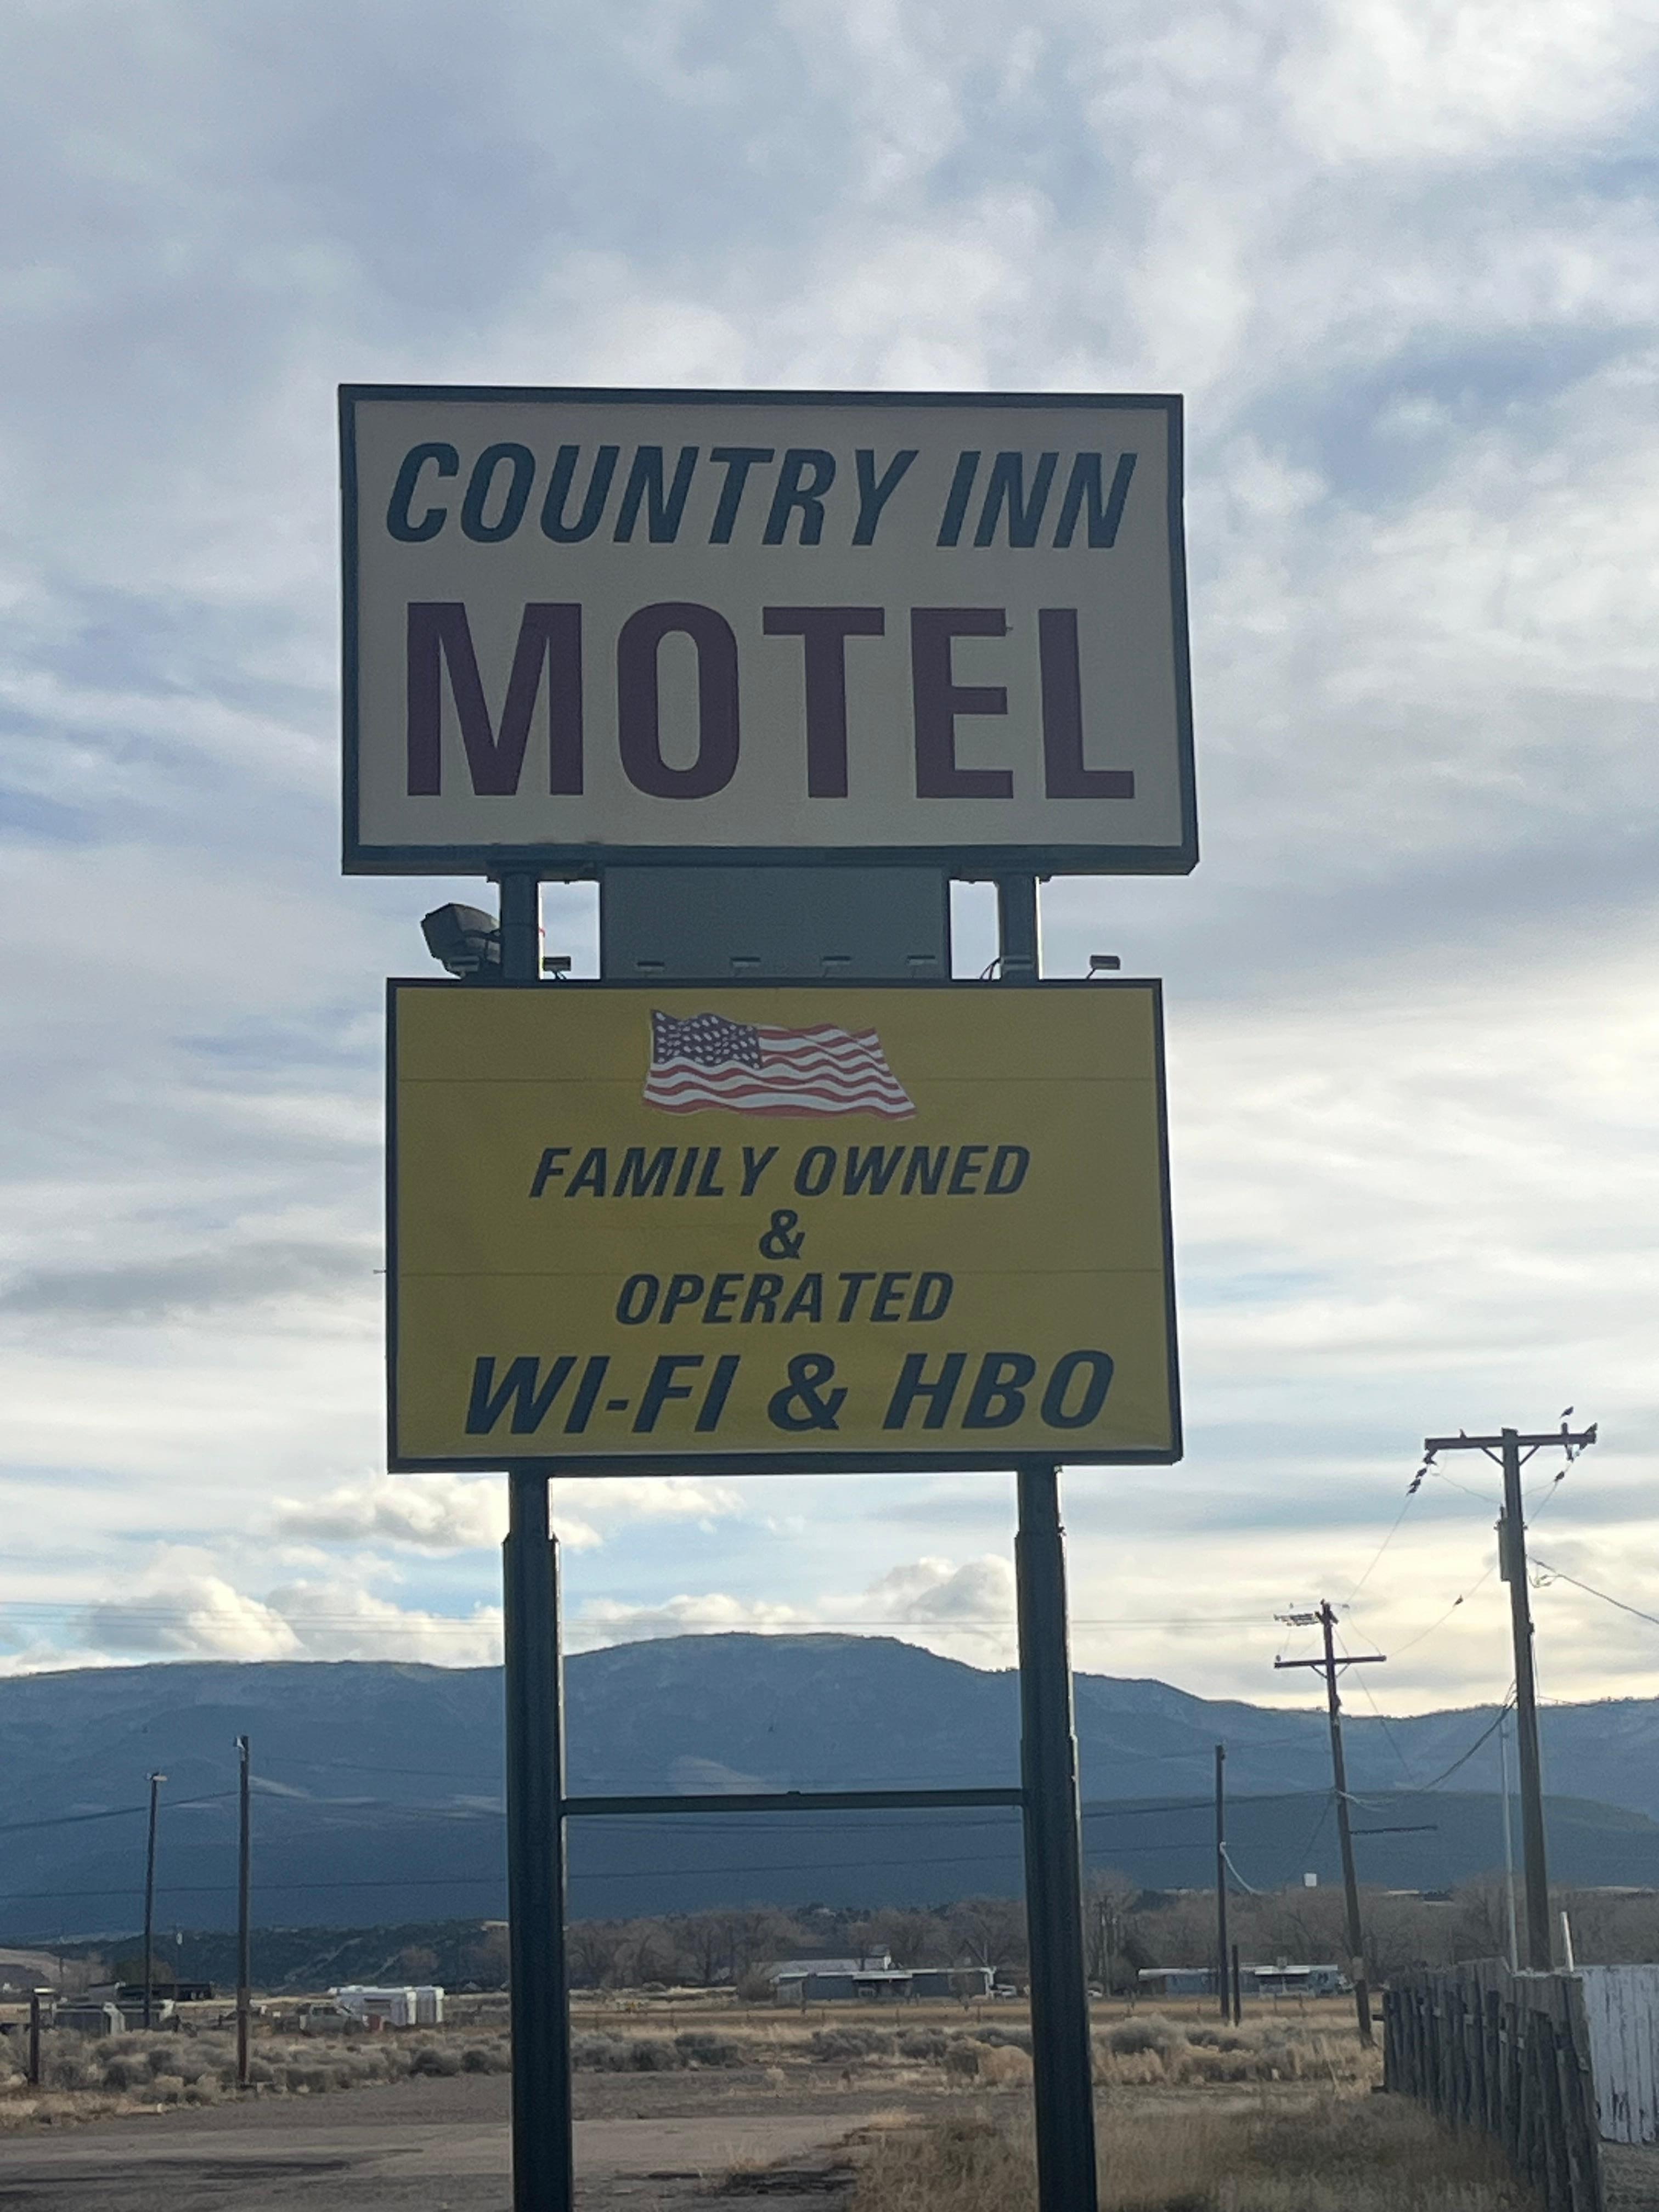 COUNTRY INN
MOTEL
FAMILY OWNED
&
OPERATED
WI-FI & HBO